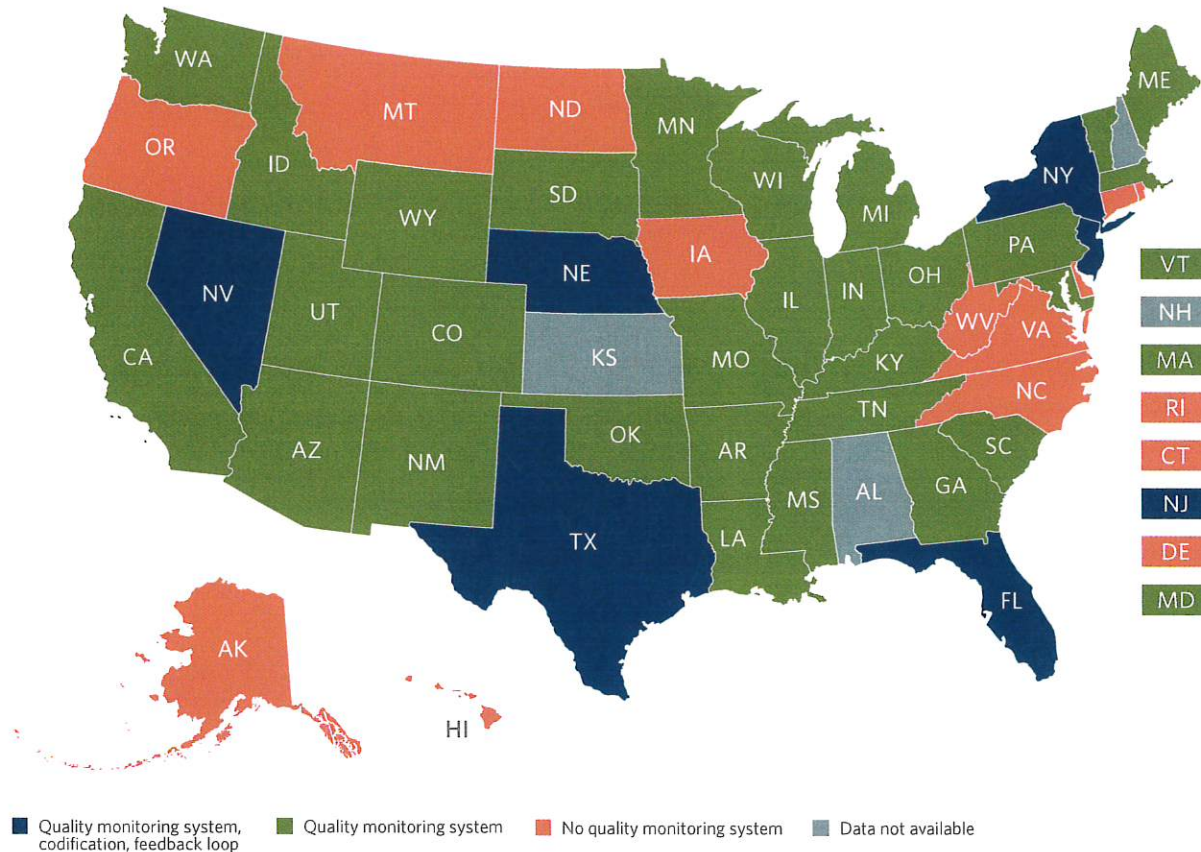 WA
MT
ND
MN
ME
OR
ID
SD
WI
NY
WY
MI
IA
PA
NE
OH
VT
NV
IL
IN
NH
UT
CO
WV
VA
CA
KS
MO
KY
MA
NC
RI
TN
OK
CT
AZ
NM
AR
SC
MS
AL
GA
NJ
TX
LA
DE
FL
MD
AK
HI
Quality monitoring system,
codification, feedback loop
Quality monitoring system
No quality monitoring system
Data not available